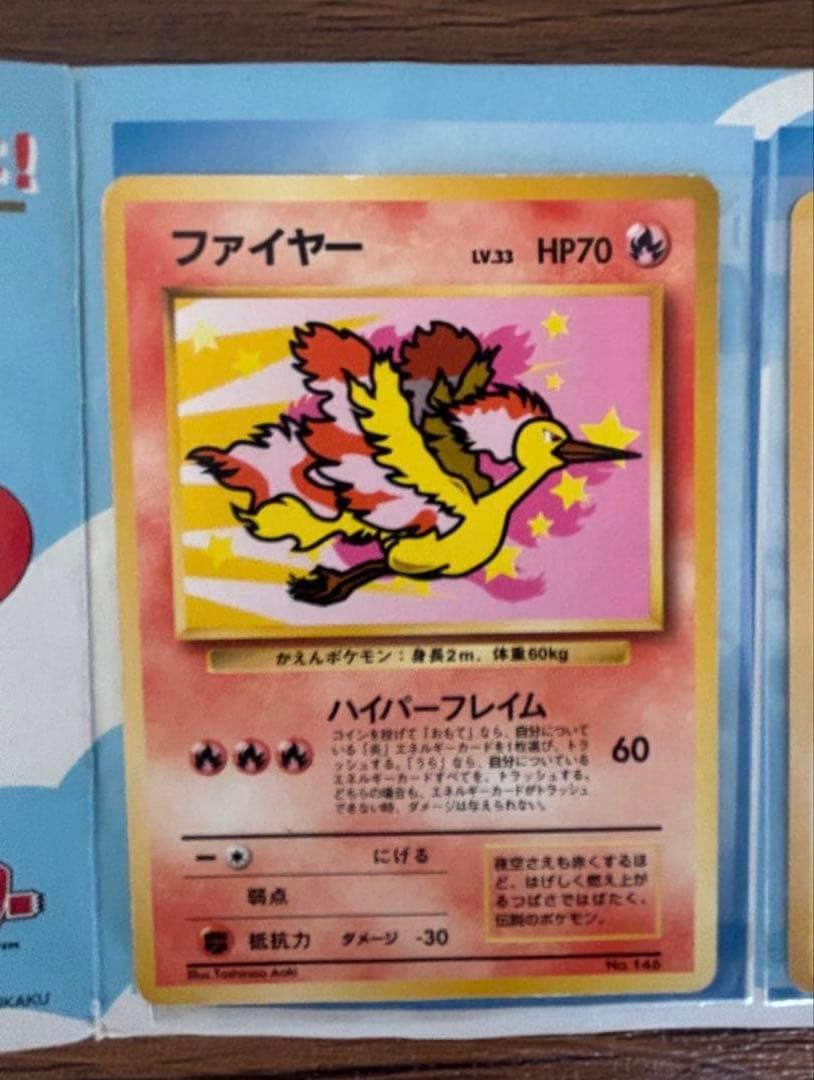 !
ファイヤー LV.33 HP70
かえんポケモン：身長2m，体重60kg
ハイパーフレイム
コインを投げて「おもて」なら、自分についている「炎」エネルギーカードを1枚選び、トラッシュする。「うら」なら、自分についているエネルギーカードすべてを、トラッシュする。どちらの場合も、エネルギーカードがトラッシュできない時、ダメージは与えられない。
60
にげる
弱点
抵抗力 ダメージ -30
夜空さえも赤くするほ
ど、はげしく燃え上が
るつばさではばたく、
伝説のポケモン。
Illus. Toshinao Aoki
No.146
KAKU